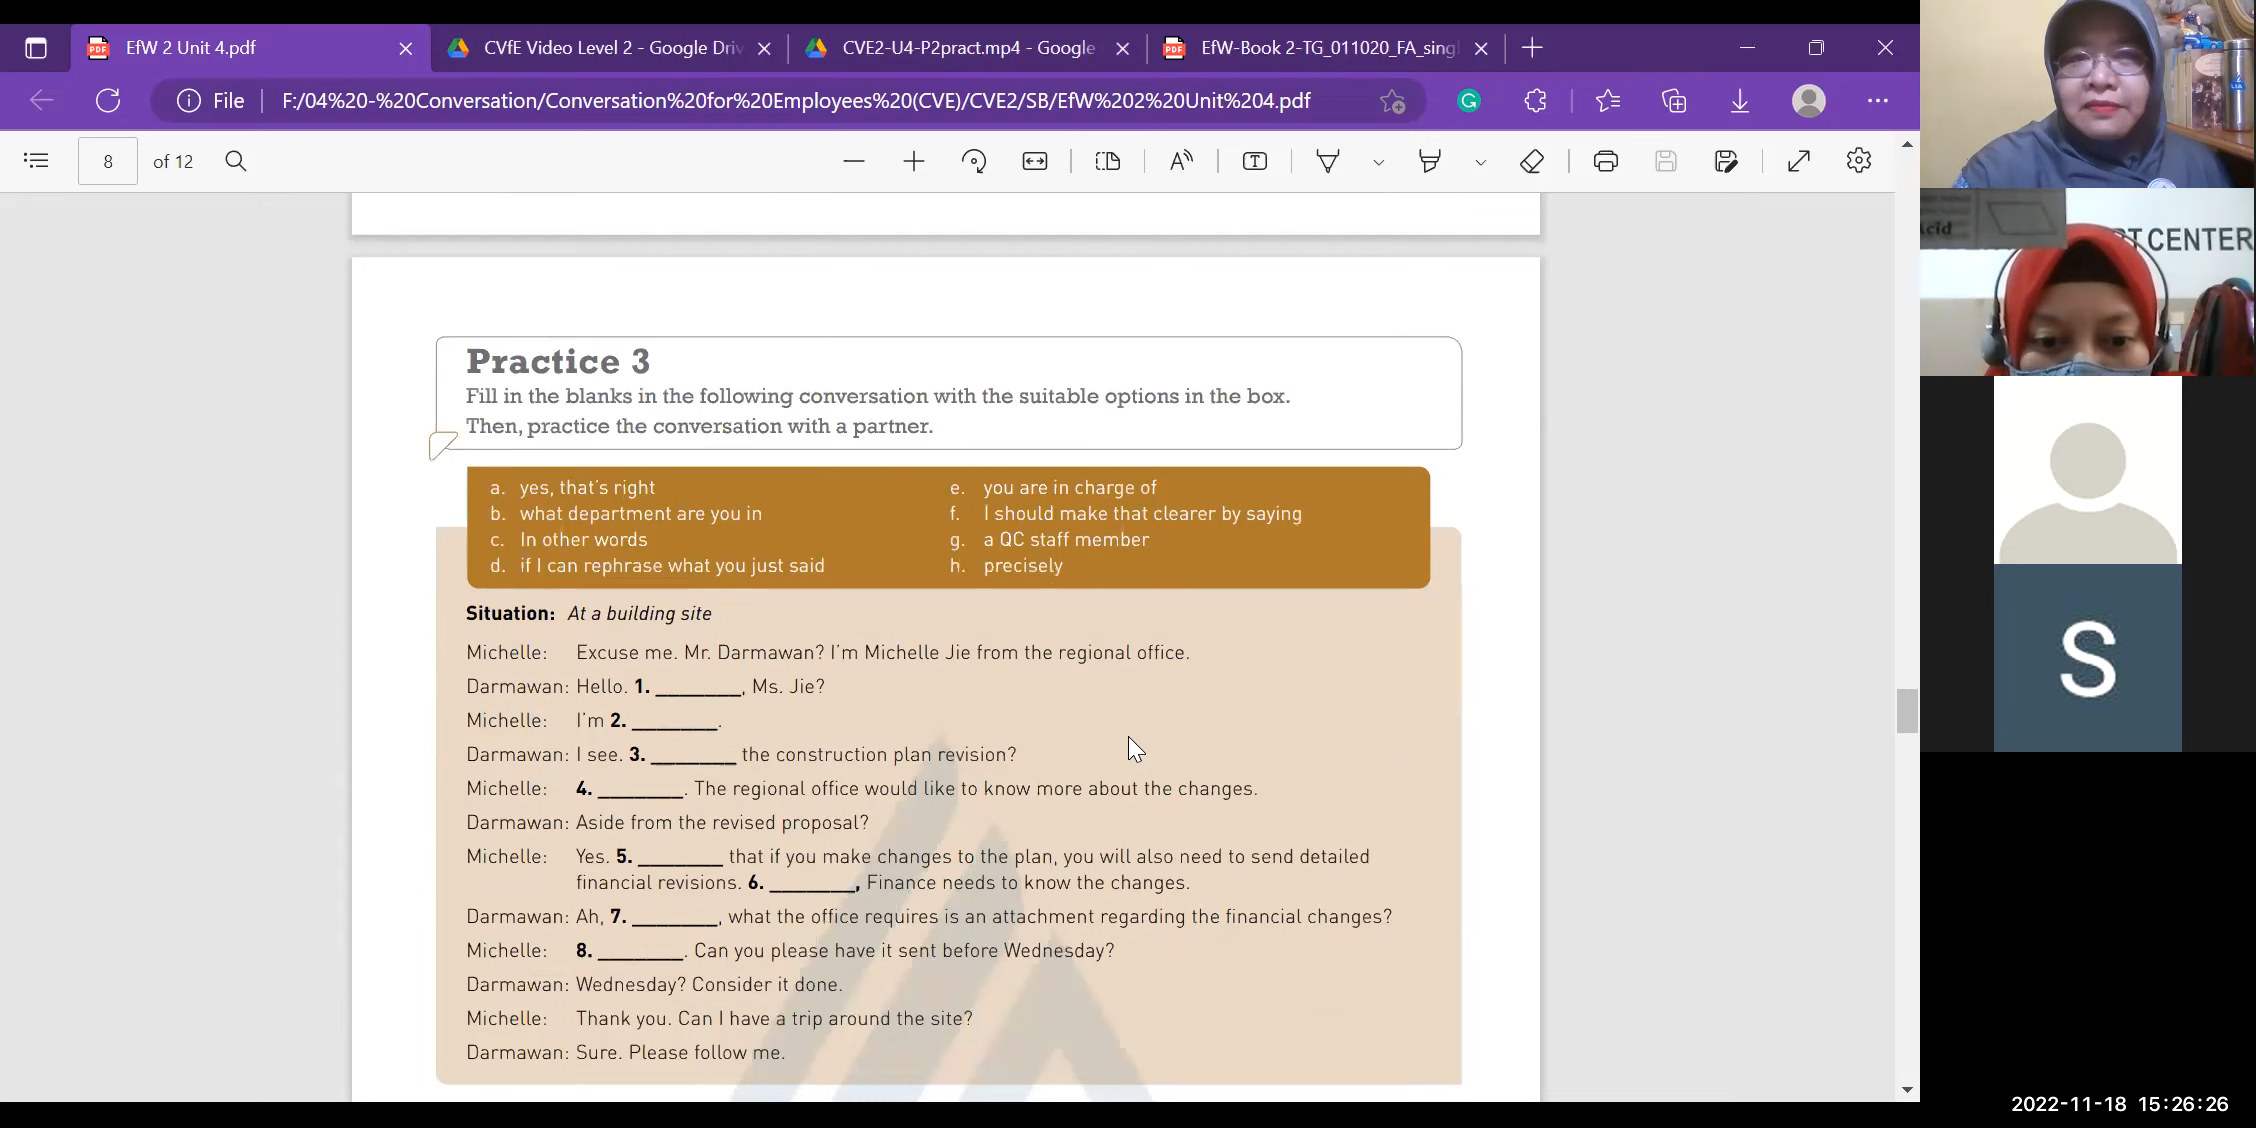 EfW 2 Unit 4.pdf
CVfE Video Level 2 - Google Driv
CVE2-U4-P2pract.mp4 - Google
EfW-Book 2-TG_011020_FA_singl
File
F:/04%20-%20Conversation/Conversation%20for%20Employees%20(CVE)/CVE2/SB/EfW%202%20Unit%204.pdf
8 of 12
T CENTER
Practice 3
Fill in the blanks in the following conversation with the suitable options in the box.
Then, practice the conversation with a partner.
a. yes, that's right
b. what department are you in
c. In other words
d. if I can rephrase what you just said
e. you are in charge of
f. I should make that clearer by saying
g. a QC staff member
h. precisely
S
Situation: At a building site
Michelle: Excuse me. Mr. Darmawan? I'm Michelle Jie from the regional office.
Darmawan: Hello. 1. ________, Ms. Jie?
Michelle: I'm 2. ________.
Darmawan: I see. 3. ________ the construction plan revision?
Michelle: 4. ________. The regional office would like to know more about the changes.
Darmawan: Aside from the revised proposal?
Michelle: Yes. 5. ________ that if you make changes to the plan, you will also need to send detailed
financial revisions. 6. ________, Finance needs to know the changes.
Darmawan: Ah, 7. ________, what the office requires is an attachment regarding the financial changes?
Michelle: 8. ________. Can you please have it sent before Wednesday?
Darmawan: Wednesday? Consider it done.
Michelle: Thank you. Can I have a trip around the site?
Darmawan: Sure. Please follow me.
2022-11-18 15:26:26